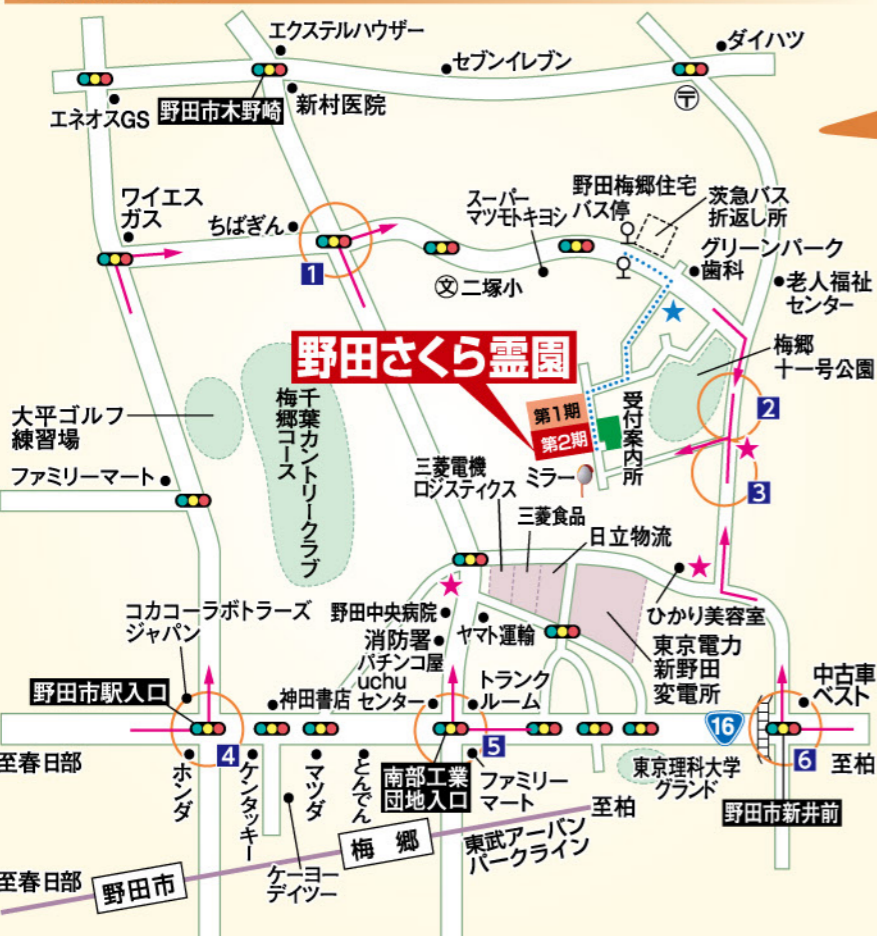 エクステルハウザー
ダイハツ
セブンイレブン
エネオスGS
野田市木野崎
新村医院
〒
ワイエス
ガス
ちばぎん
スーパー
マツモトキヨシ
野田梅郷住宅
バス停
茨急バス
折返し所
グリーンパーク
歯科
1
文
二塚小
老人福祉
センター
野田さくら霊園
梅郷
十一号公園
第1期
第2期
受付案内所
2
大平ゴルフ
練習場
千葉カントリークラブ
梅郷コース
ファミリーマート
三菱電機
ロジスティクス
ミラー
3
三菱食品
日立物流
コカコーラボトラーズ
ジャパン
野田中央病院
消防署
ヤマト運輸
ひかり美容室
東京電力
新野田
変電所
パチンコ屋
uchu
センター
トランク
ルーム
野田市駅入口
神田書店
中古車
ベスト
16
4
5
6
至春日部
ホンダ
ケンタッキー
マツダ
とんでん
南部工業
団地入口
ファミリー
マート
東京理科大学
グランド
至柏
野田市新井前
至柏
梅郷
東武アーバン
パークライン
ケーヨー
デイツー
至春日部
野田市